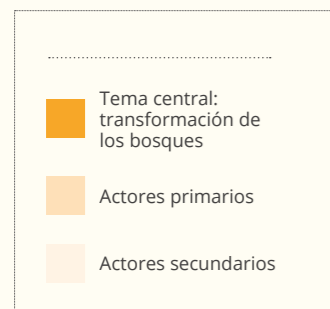 Tema central:
transformación de
los bosques
Actores primarios
Actores secundarios